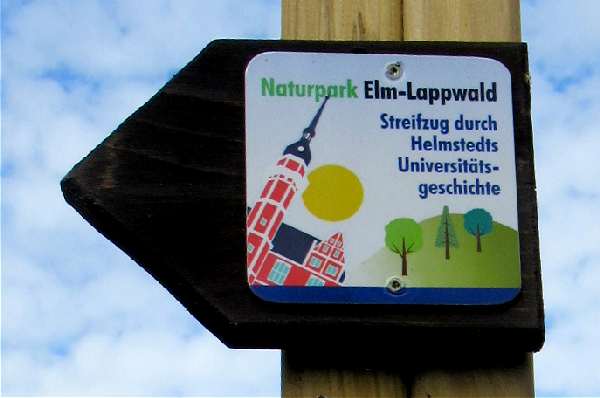 Naturpark Elm-Lappwald
Streifzug durch
Helmstedts
Universitäts-
geschichte